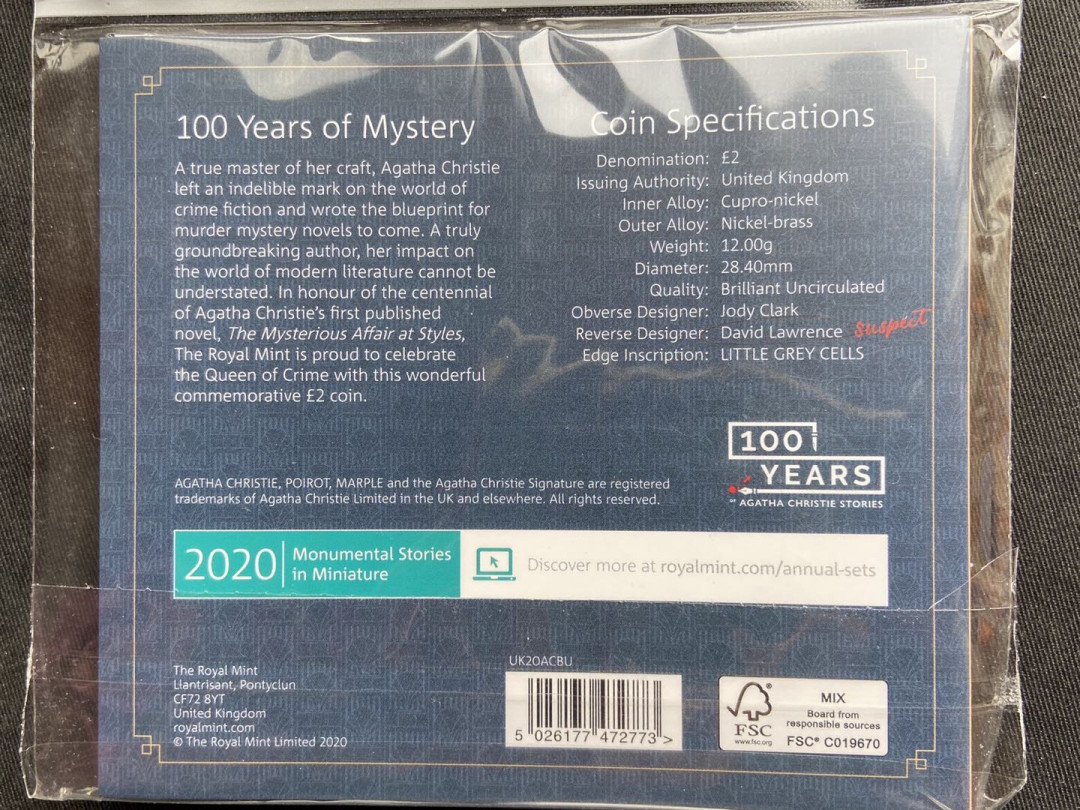 100 Years of Mystery
A true master of her craft, Agatha Christie
left an indelible mark on the world of
crime fiction and wrote the blueprint for
murder mystery novels to come. A truly
groundbreaking author, her impact on
the world of modern literature cannot be
understated. In honour of the centennial
of Agatha Christie's first published
novel, The Mysterious Affair at Styles,
The Royal Mint is proud to celebrate
the Queen of Crime with this wonderful
commemorative £2 coin.
Coin Specifications
Denomination: £2
Issuing Authority: United Kingdom
Inner Alloy: Cupro-nickel
Outer Alloy: Nickel-brass
Weight: 12.00g
Diameter: 28.40mm
Quality: Brilliant Uncirculated
Obverse Designer: Jody Clark
Reverse Designer: David Lawrence suspect
Edge Inscription: LITTLE GREY CELLS
100
YEARS
OF AGATHA CHRISTIE STORIES
AGATHA CHRISTIE, POIROT, MARPLE and the Agatha Christie Signature are registered
trademarks of Agatha Christie Limited in the UK and elsewhere. All rights reserved.
2020 Monumental Stories
in Miniature
Discover more at royalmint.com/annual-sets
The Royal Mint
Llantrisant, Pontyclun
CF72 8YT
United Kingdom
royalmint.com
© The Royal Mint Limited 2020
UK20ACBU
5 026177 472773 >
FSC
www.fsc.org
MIX
Board from
responsible sources
FSC® C019670